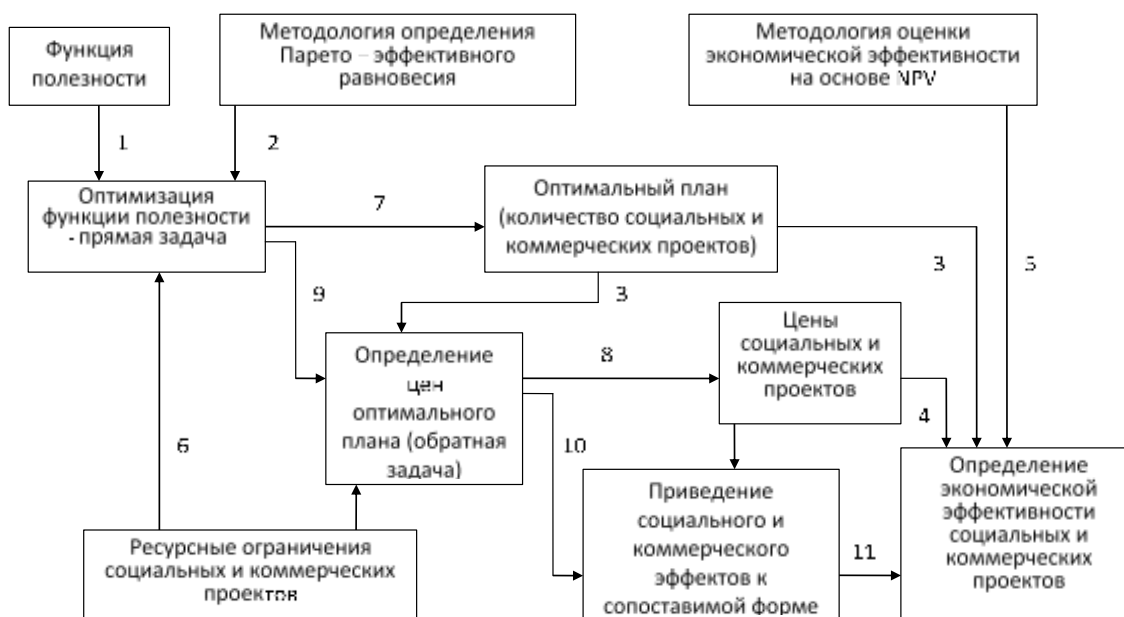 Функция
полезности
Методология определения
Парето – эффективного
равновесия
Методология оценки
экономической эффективности
на основе NPV
1
2
Оптимизация
функции полезности
- прямая задача
7
Оптимальный план
(количество социальных и
коммерческих проектов)
3
5
9
3
Определение
цен
оптимального
плана (обратная
задача)
8
Цены
социальных и
коммерческих
проектов
4
6
10
Приведение
социального и
коммерческого
эффектов к
сопоставимой форме
11
Определение
экономической
эффективности
социальных и
коммерческих
проектов
Ресурсные ограничения
социальных и коммерческих
проектов